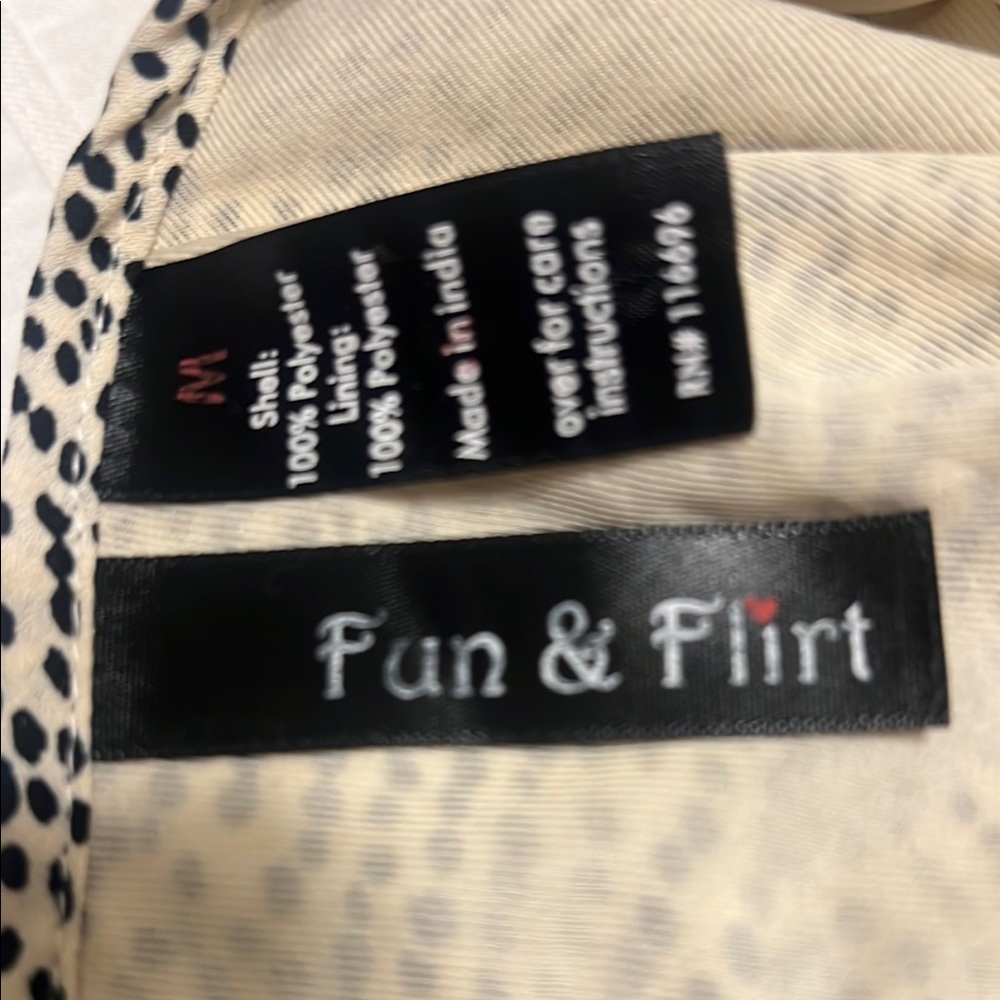 M
Shell:
100% Polyester
Lining:
100% Polyester
Made in india
over for care
instructions
RN# 116696
Fun & Flirt